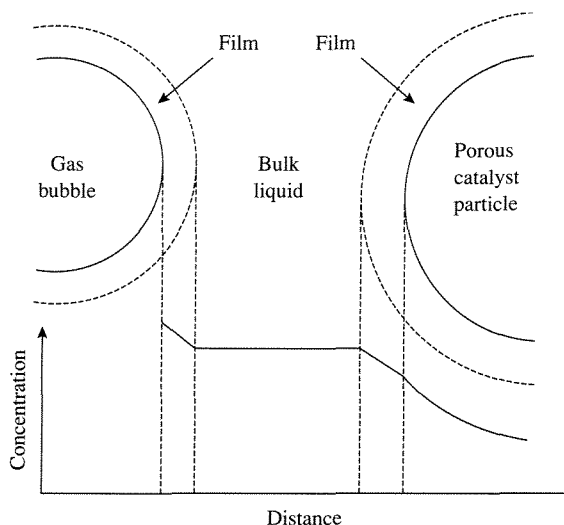 Film
Film
Gas
bubble
Bulk
liquid
Porous
catalyst
particle
Concentration
Distance